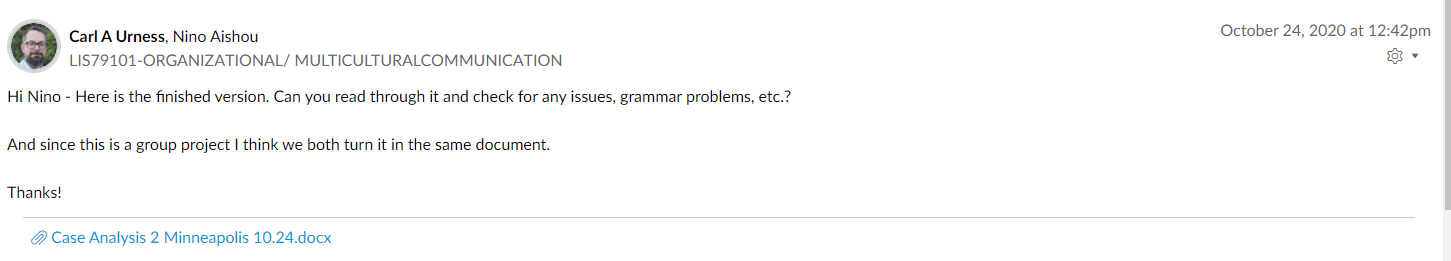 Carl A Urness, Nino Aishou
October 24, 2020 at 12:42pm
LIS79101-ORGANIZATIONAL/ MULTICULTURALCOMMUNICATION
Hi Nino - Here is the finished version. Can you read through it and check for any issues, grammar problems, etc.?
And since this is a group project I think we both turn it in the same document.
Thanks!
Case Analysis 2 Minneapolis 10.24.docx